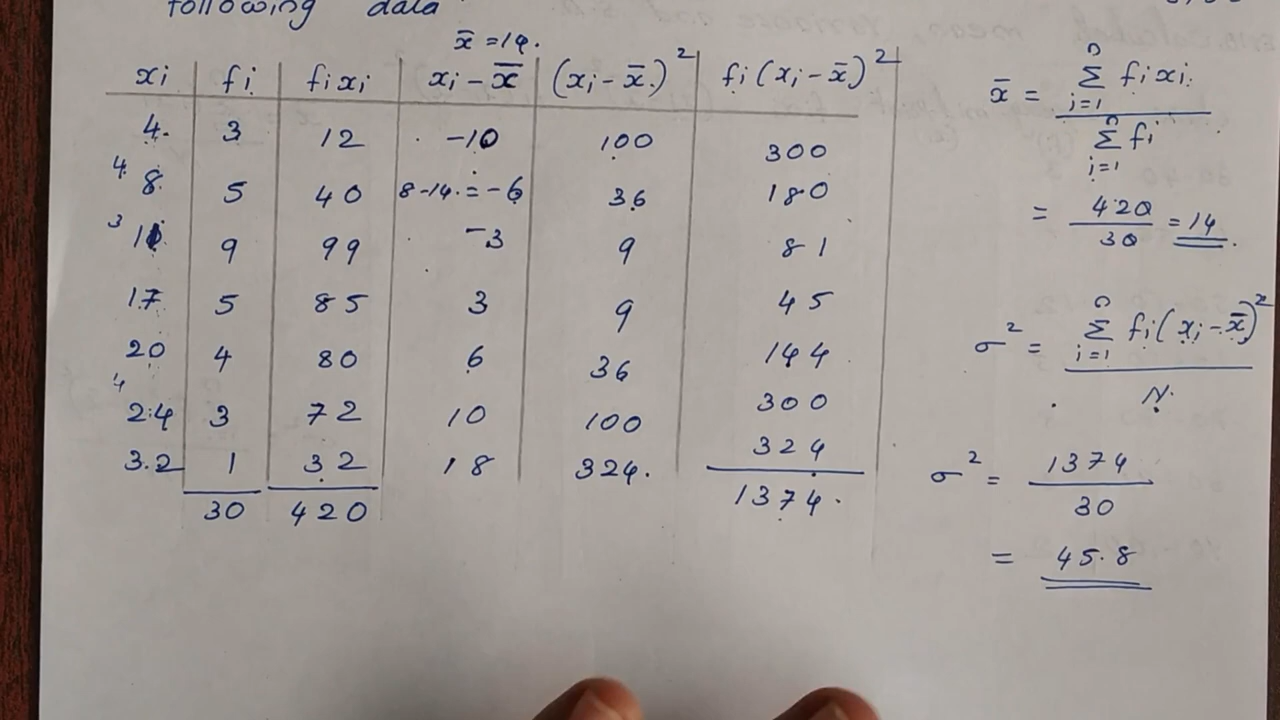 following data
x̄ = 14.
xi fi fixi xi - x̄ (xi - x̄)² fi(xi - x̄)²
4. 3 12 -10 100 300
4 8 5 40 8-14. = -6 36 180
3 11 9 99 -3 9 81
17 5 85 3 9 45
20 4 80 6 36 144
4
24 3 72 10 100 300
32 1 32 18 324. 324
30 420 1374.
x̄ = n Σ i=1 fixi / n Σ i=1 fi
= 420 / 30 = 14.
σ² = n Σ i=1 fi(xi - x̄)² / N.
σ² = 1374 / 30
= 45.8